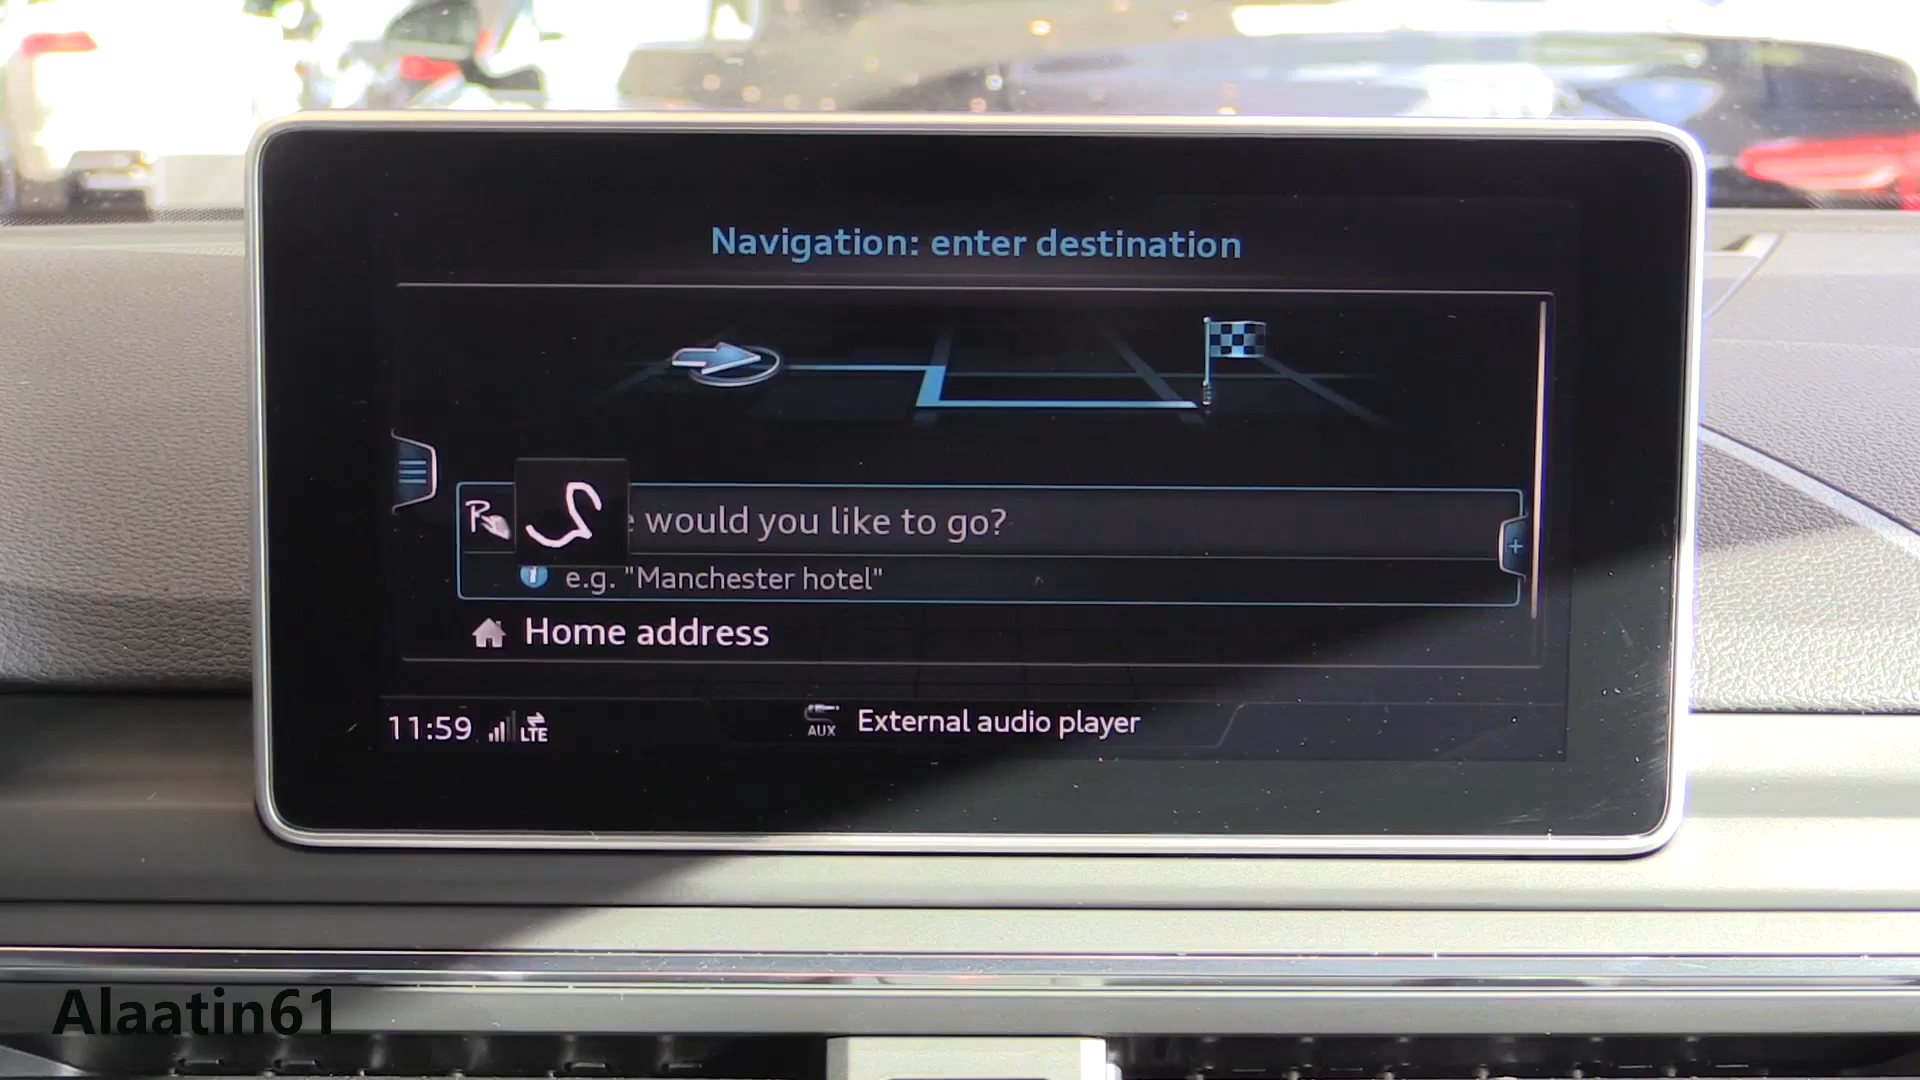 Navigation: enter destination
would you like to go?
e.g. "Manchester hotel"
Home address
11:59 LTE
AUX External audio player
Alaatin61